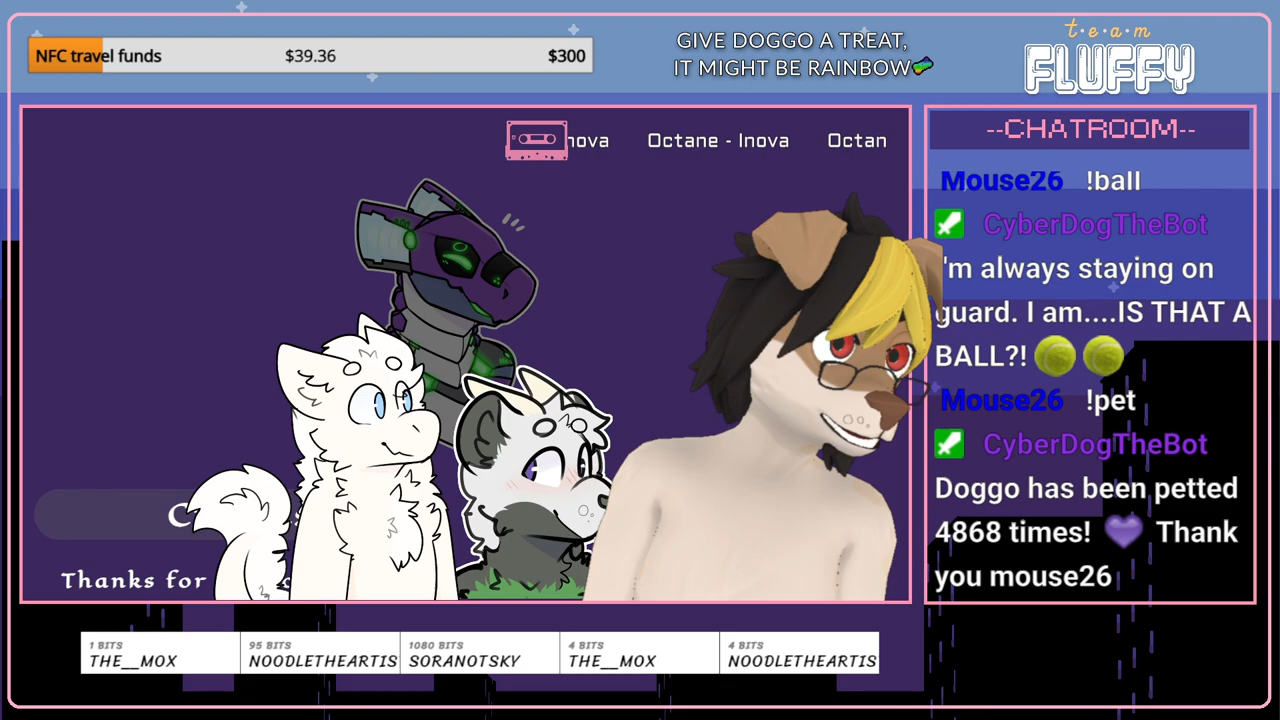 NFC travel funds $39.36 $300
GIVE DOGGO A TREAT,
IT MIGHT BE RAINBOW
t·e·a·m
FLUFFY
nova Octane - Inova Octan
--CHATROOM--
Mouse26 !ball
CyberDogTheBot
'm always staying on
guard. I am....IS THAT A
BALL?!
Mouse26 !pet
CyberDogTheBot
Doggo has been petted
4868 times! Thank
you mouse26
Thanks for
1 BITS
THE__MOX
95 BITS
NOODLETHEARTIS
1080 BITS
SORANOTSKY
4 BITS
THE__MOX
4 BITS
NOODLETHEARTIS